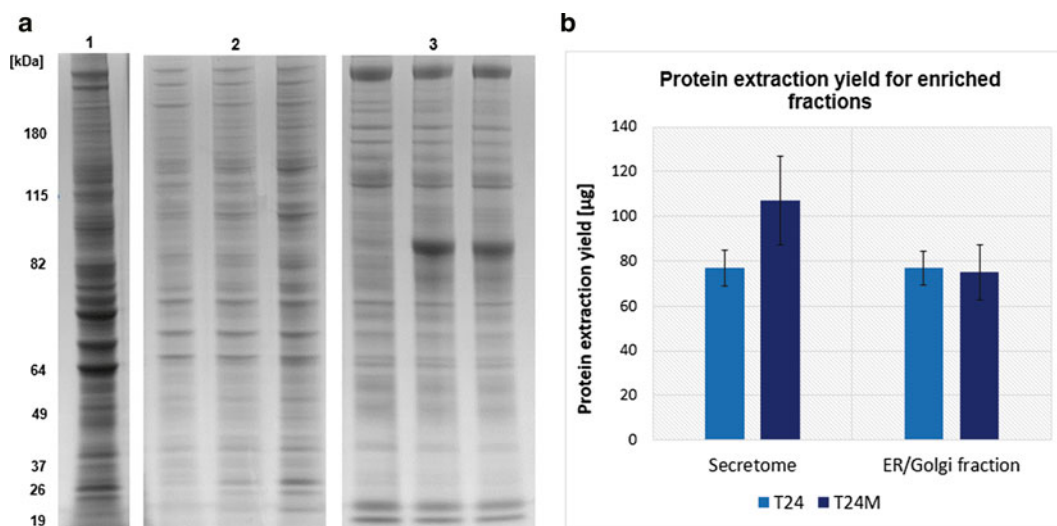 a
1 2 3
[kDa]
180
115
82
64
49
37
26
19
b
Protein extraction yield for enriched
fractions
Protein extraction yield [µg]
140
120
100
80
60
40
20
0
Secretome ER/Golgi fraction
T24 T24M